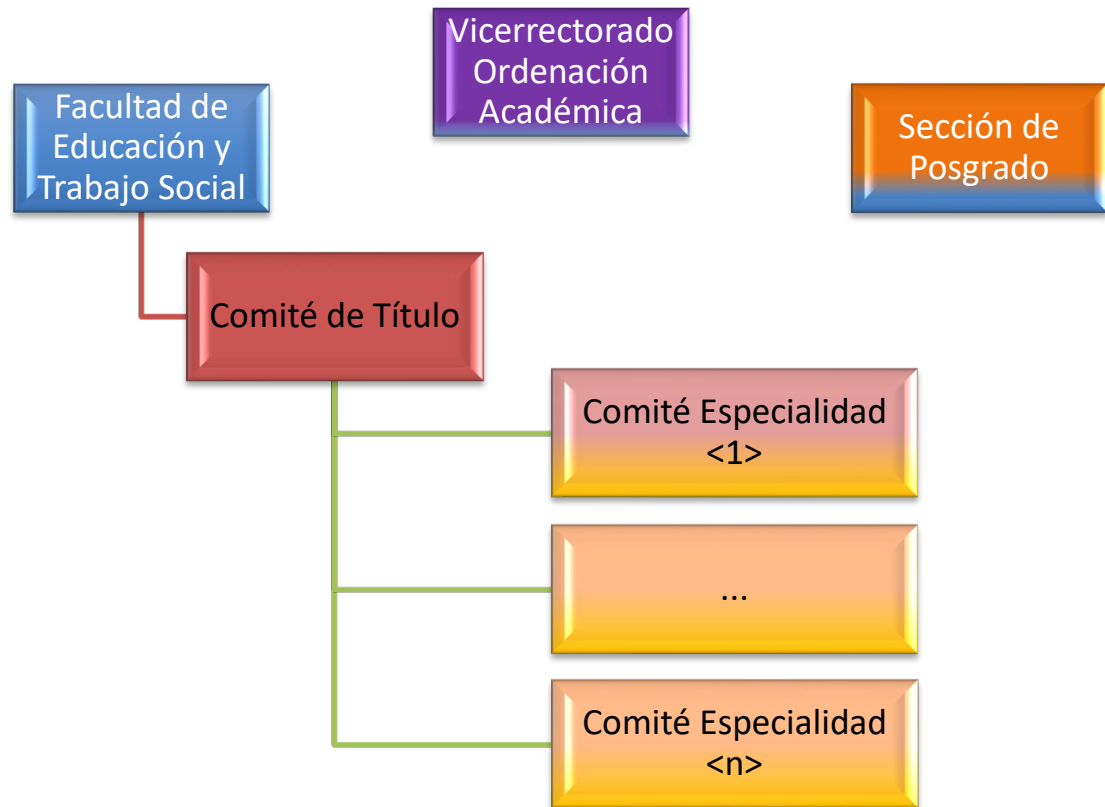 Vicerrectorado
Ordenación
Académica
Facultad de
Educación y
Trabajo Social
Sección de
Posgrado
Comité de Título
Comité Especialidad
<1>
...
Comité Especialidad
<n>